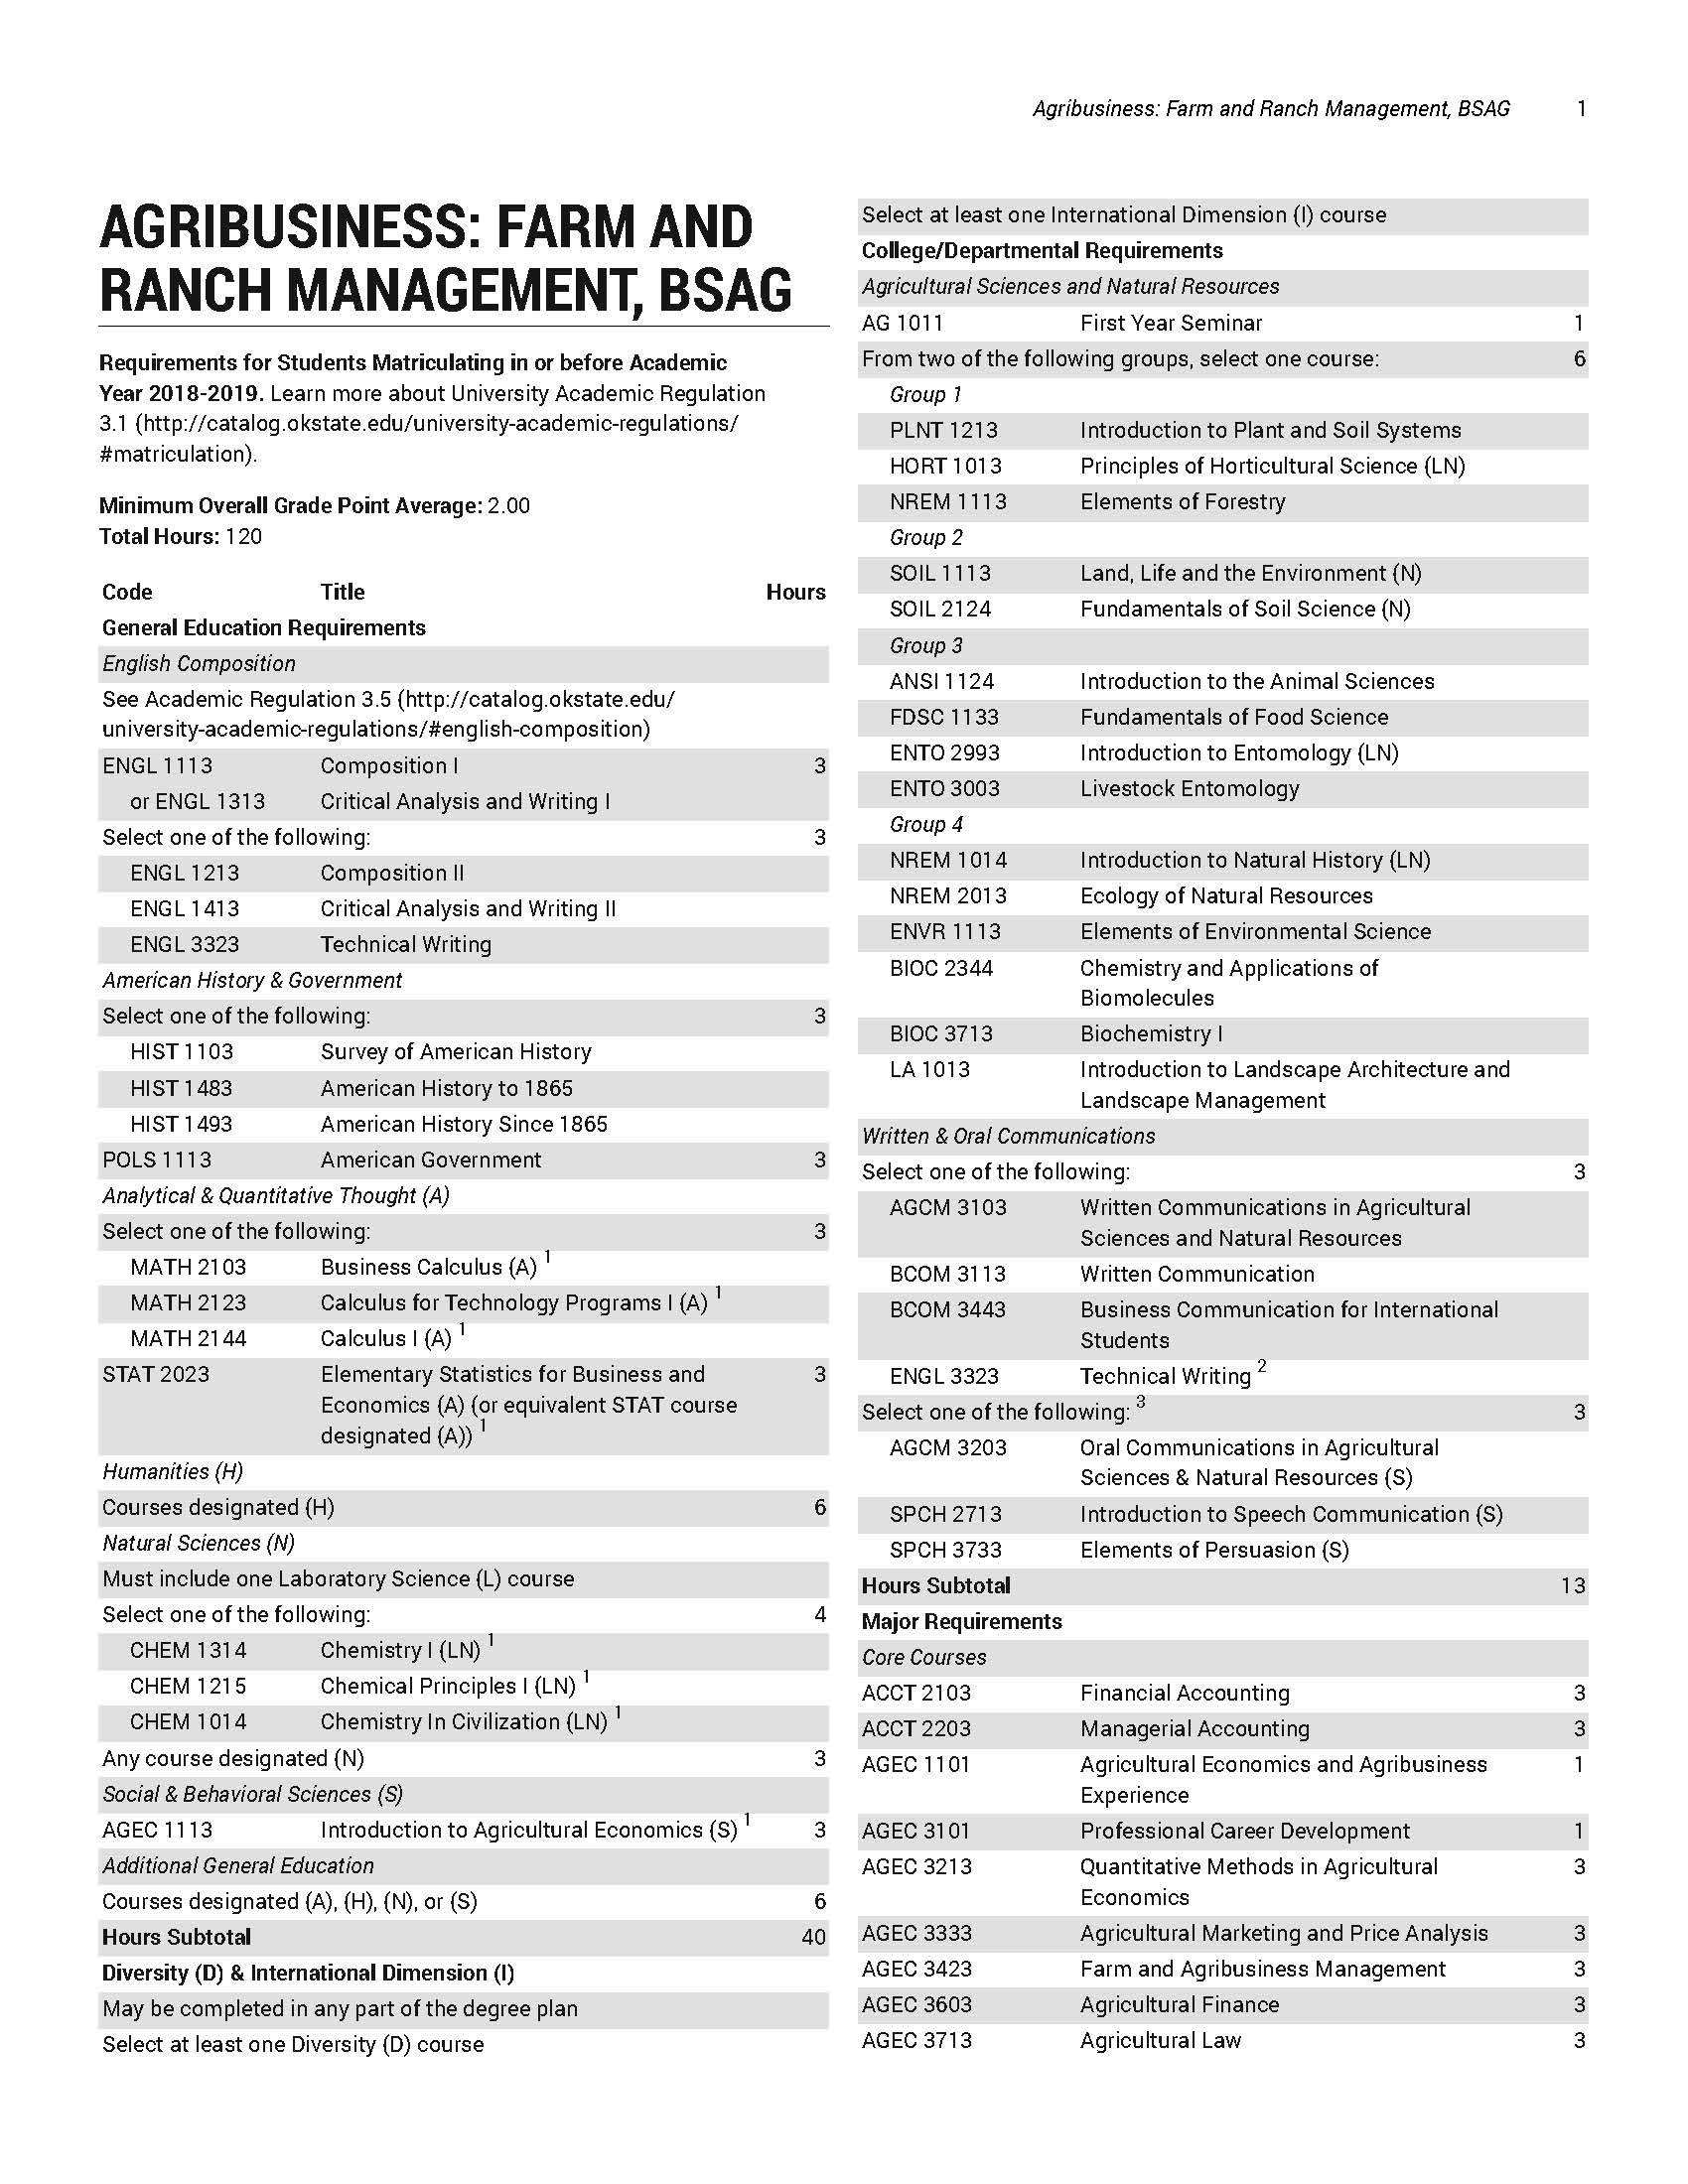 Agribusiness: Farm and Ranch Management, BSAG 1
AGRIBUSINESS: FARM AND
RANCH MANAGEMENT, BSAG
Requirements for Students Matriculating in or before Academic
Year 2018-2019. Learn more about University Academic Regulation
3.1 (http://catalog.okstate.edu/university-academic-regulations/
#matriculation).
Minimum Overall Grade Point Average: 2.00
Total Hours: 120
Code Title Hours
General Education Requirements
English Composition
See Academic Regulation 3.5 (http://catalog.okstate.edu/
university-academic-regulations/#english-composition)
ENGL 1113 Composition I 3
or ENGL 1313 Critical Analysis and Writing I
Select one of the following: 3
ENGL 1213 Composition II
ENGL 1413 Critical Analysis and Writing II
ENGL 3323 Technical Writing
American History & Government
Select one of the following: 3
HIST 1103 Survey of American History
HIST 1483 American History to 1865
HIST 1493 American History Since 1865
POLS 1113 American Government 3
Analytical & Quantitative Thought (A)
Select one of the following: 3
MATH 2103 Business Calculus (A) 1
MATH 2123 Calculus for Technology Programs I (A) 1
MATH 2144 Calculus I (A) 1
STAT 2023 Elementary Statistics for Business and 3
Economics (A) (or equivalent STAT course
designated (A)) 1
Humanities (H)
Courses designated (H) 6
Natural Sciences (N)
Must include one Laboratory Science (L) course
Select one of the following: 4
CHEM 1314 Chemistry I (LN) 1
CHEM 1215 Chemical Principles I (LN) 1
CHEM 1014 Chemistry In Civilization (LN) 1
Any course designated (N) 3
Social & Behavioral Sciences (S)
AGEC 1113 Introduction to Agricultural Economics (S) 1 3
Additional General Education
Courses designated (A), (H), (N), or (S) 6
Hours Subtotal 40
Diversity (D) & International Dimension (I)
May be completed in any part of the degree plan
Select at least one Diversity (D) course
Select at least one International Dimension (I) course
College/Departmental Requirements
Agricultural Sciences and Natural Resources
AG 1011 First Year Seminar 1
From two of the following groups, select one course: 6
Group 1
PLNT 1213 Introduction to Plant and Soil Systems
HORT 1013 Principles of Horticultural Science (LN)
NREM 1113 Elements of Forestry
Group 2
SOIL 1113 Land, Life and the Environment (N)
SOIL 2124 Fundamentals of Soil Science (N)
Group 3
ANSI 1124 Introduction to the Animal Sciences
FDSC 1133 Fundamentals of Food Science
ENTO 2993 Introduction to Entomology (LN)
ENTO 3003 Livestock Entomology
Group 4
NREM 1014 Introduction to Natural History (LN)
NREM 2013 Ecology of Natural Resources
ENVR 1113 Elements of Environmental Science
BIOC 2344 Chemistry and Applications of
Biomolecules
BIOC 3713 Biochemistry I
LA 1013 Introduction to Landscape Architecture and
Landscape Management
Written & Oral Communications
Select one of the following: 3
AGCM 3103 Written Communications in Agricultural
Sciences and Natural Resources
BCOM 3113 Written Communication
BCOM 3443 Business Communication for International
Students
ENGL 3323 Technical Writing 2
Select one of the following: 3 3
AGCM 3203 Oral Communications in Agricultural
Sciences & Natural Resources (S)
SPCH 2713 Introduction to Speech Communication (S)
SPCH 3733 Elements of Persuasion (S)
Hours Subtotal 13
Major Requirements
Core Courses
ACCT 2103 Financial Accounting 3
ACCT 2203 Managerial Accounting 3
AGEC 1101 Agricultural Economics and Agribusiness 1
Experience
AGEC 3101 Professional Career Development 1
AGEC 3213 Quantitative Methods in Agricultural 3
Economics
AGEC 3333 Agricultural Marketing and Price Analysis 3
AGEC 3423 Farm and Agribusiness Management 3
AGEC 3603 Agricultural Finance 3
AGEC 3713 Agricultural Law 3